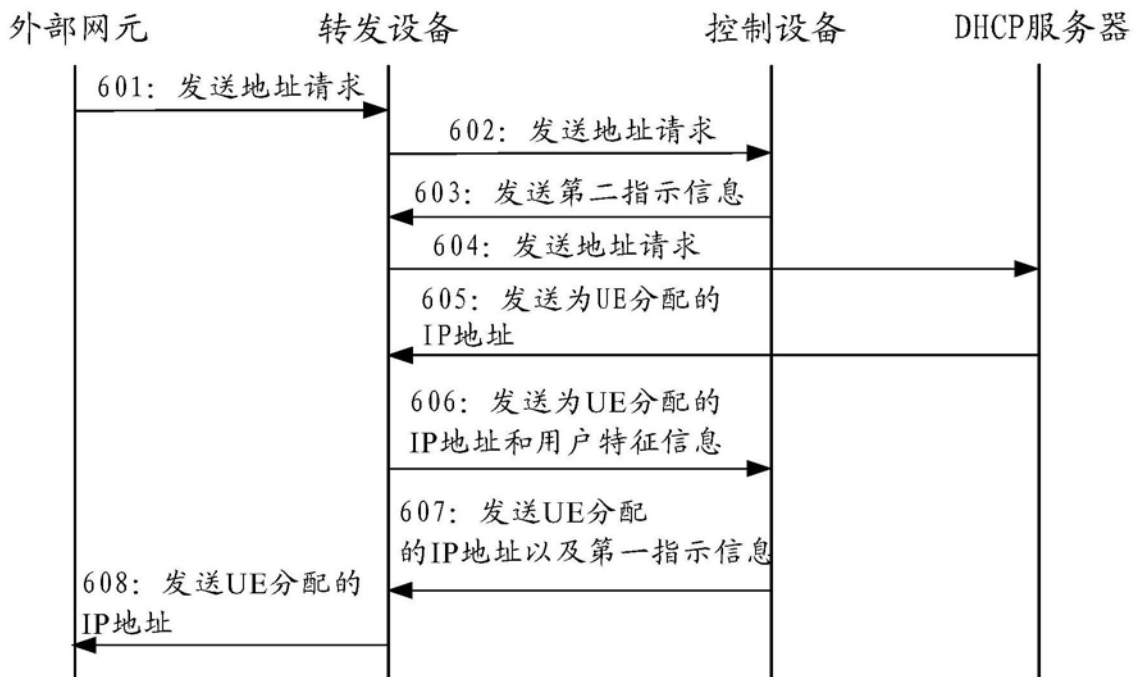 外部网元
转发设备
控制设备
DHCP服务器
601: 发送地址请求
602: 发送地址请求
603: 发送第二指示信息
604: 发送地址请求
605: 发送为UE分配的
IP地址
606: 发送为UE分配的
IP地址和用户特征信息
607: 发送UE分配
的IP地址以及第一指示信息
608: 发送UE分配的
IP地址